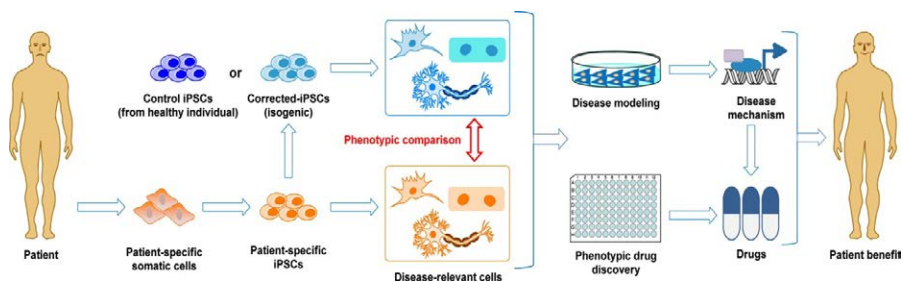 Control iPSCs
(from healthy individual)
or
Corrected-iPSCs
(isogenic)
Phenotypic comparison
Disease modeling
Disease
mechanism
Patient
Patient-specific
somatic cells
Patient-specific
iPSCs
Disease-relevant cells
Phenotypic drug
discovery
Drugs
Patient benefit